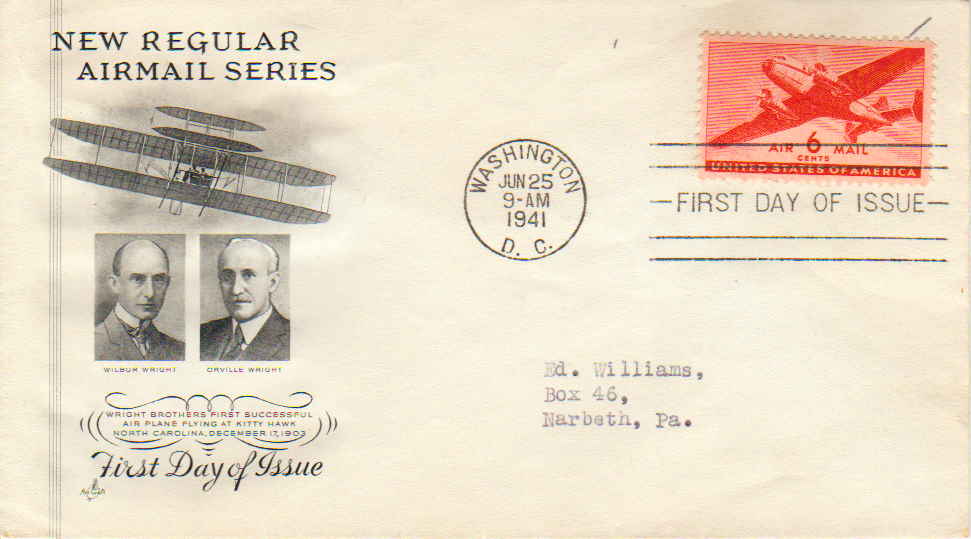 NEW REGULAR
AIRMAIL SERIES
WILBUR WRIGHT
ORVILLE WRIGHT
WRIGHT BROTHERS FIRST SUCCESSFUL
AIR PLANE FLYING AT KITTY HAWK
NORTH CAROLINA, DECEMBER 17, 1903
First Day of Issue
WASHINGTON
JUN 25
9-AM
1941
D. C.
AIR 6 MAIL
CENTS
UNITED STATES OF AMERICA
FIRST DAY OF ISSUE
Ed. Williams,
Box 46,
Narbeth, Pa.